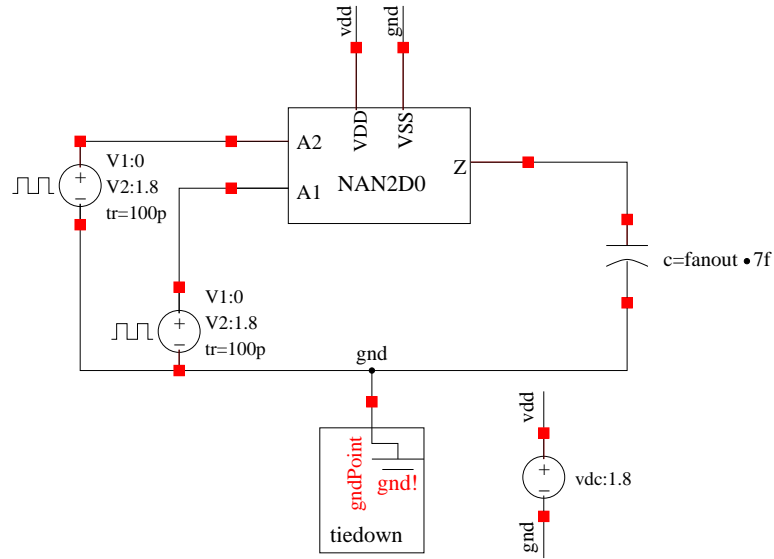 vdd
gnd
VDD
VSS
A2
A1
NAN2D0
Z
V1:0
V2:1.8
tr=100p
V1:0
V2:1.8
tr=100p
c=fanout • 7f
gnd
gndPoint
gnd!
tiedown
vdd
vdc:1.8
gnd